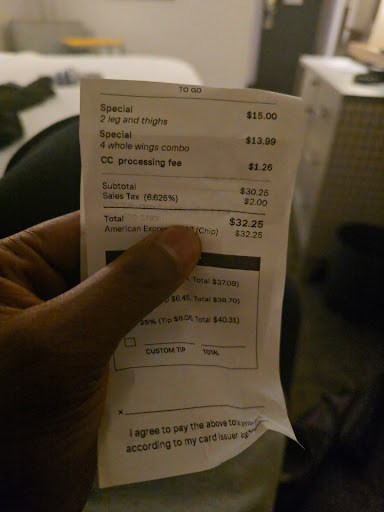 TO GO
Special $15.00
2 leg and thighs
Special $13.99
4 whole wings combo
CC processing fee $1.26
Subtotal $30.25
Sales Tax (6.625%) $2.00
Total $32.25
American Expre (Chip) $32.25
Total $37.09)
$6.45, Total $38.70)
25% (Tip $8.06, Total $40.31)
CUSTOM TIP TOTAL
x
I agree to pay the above total
according to my card issuer